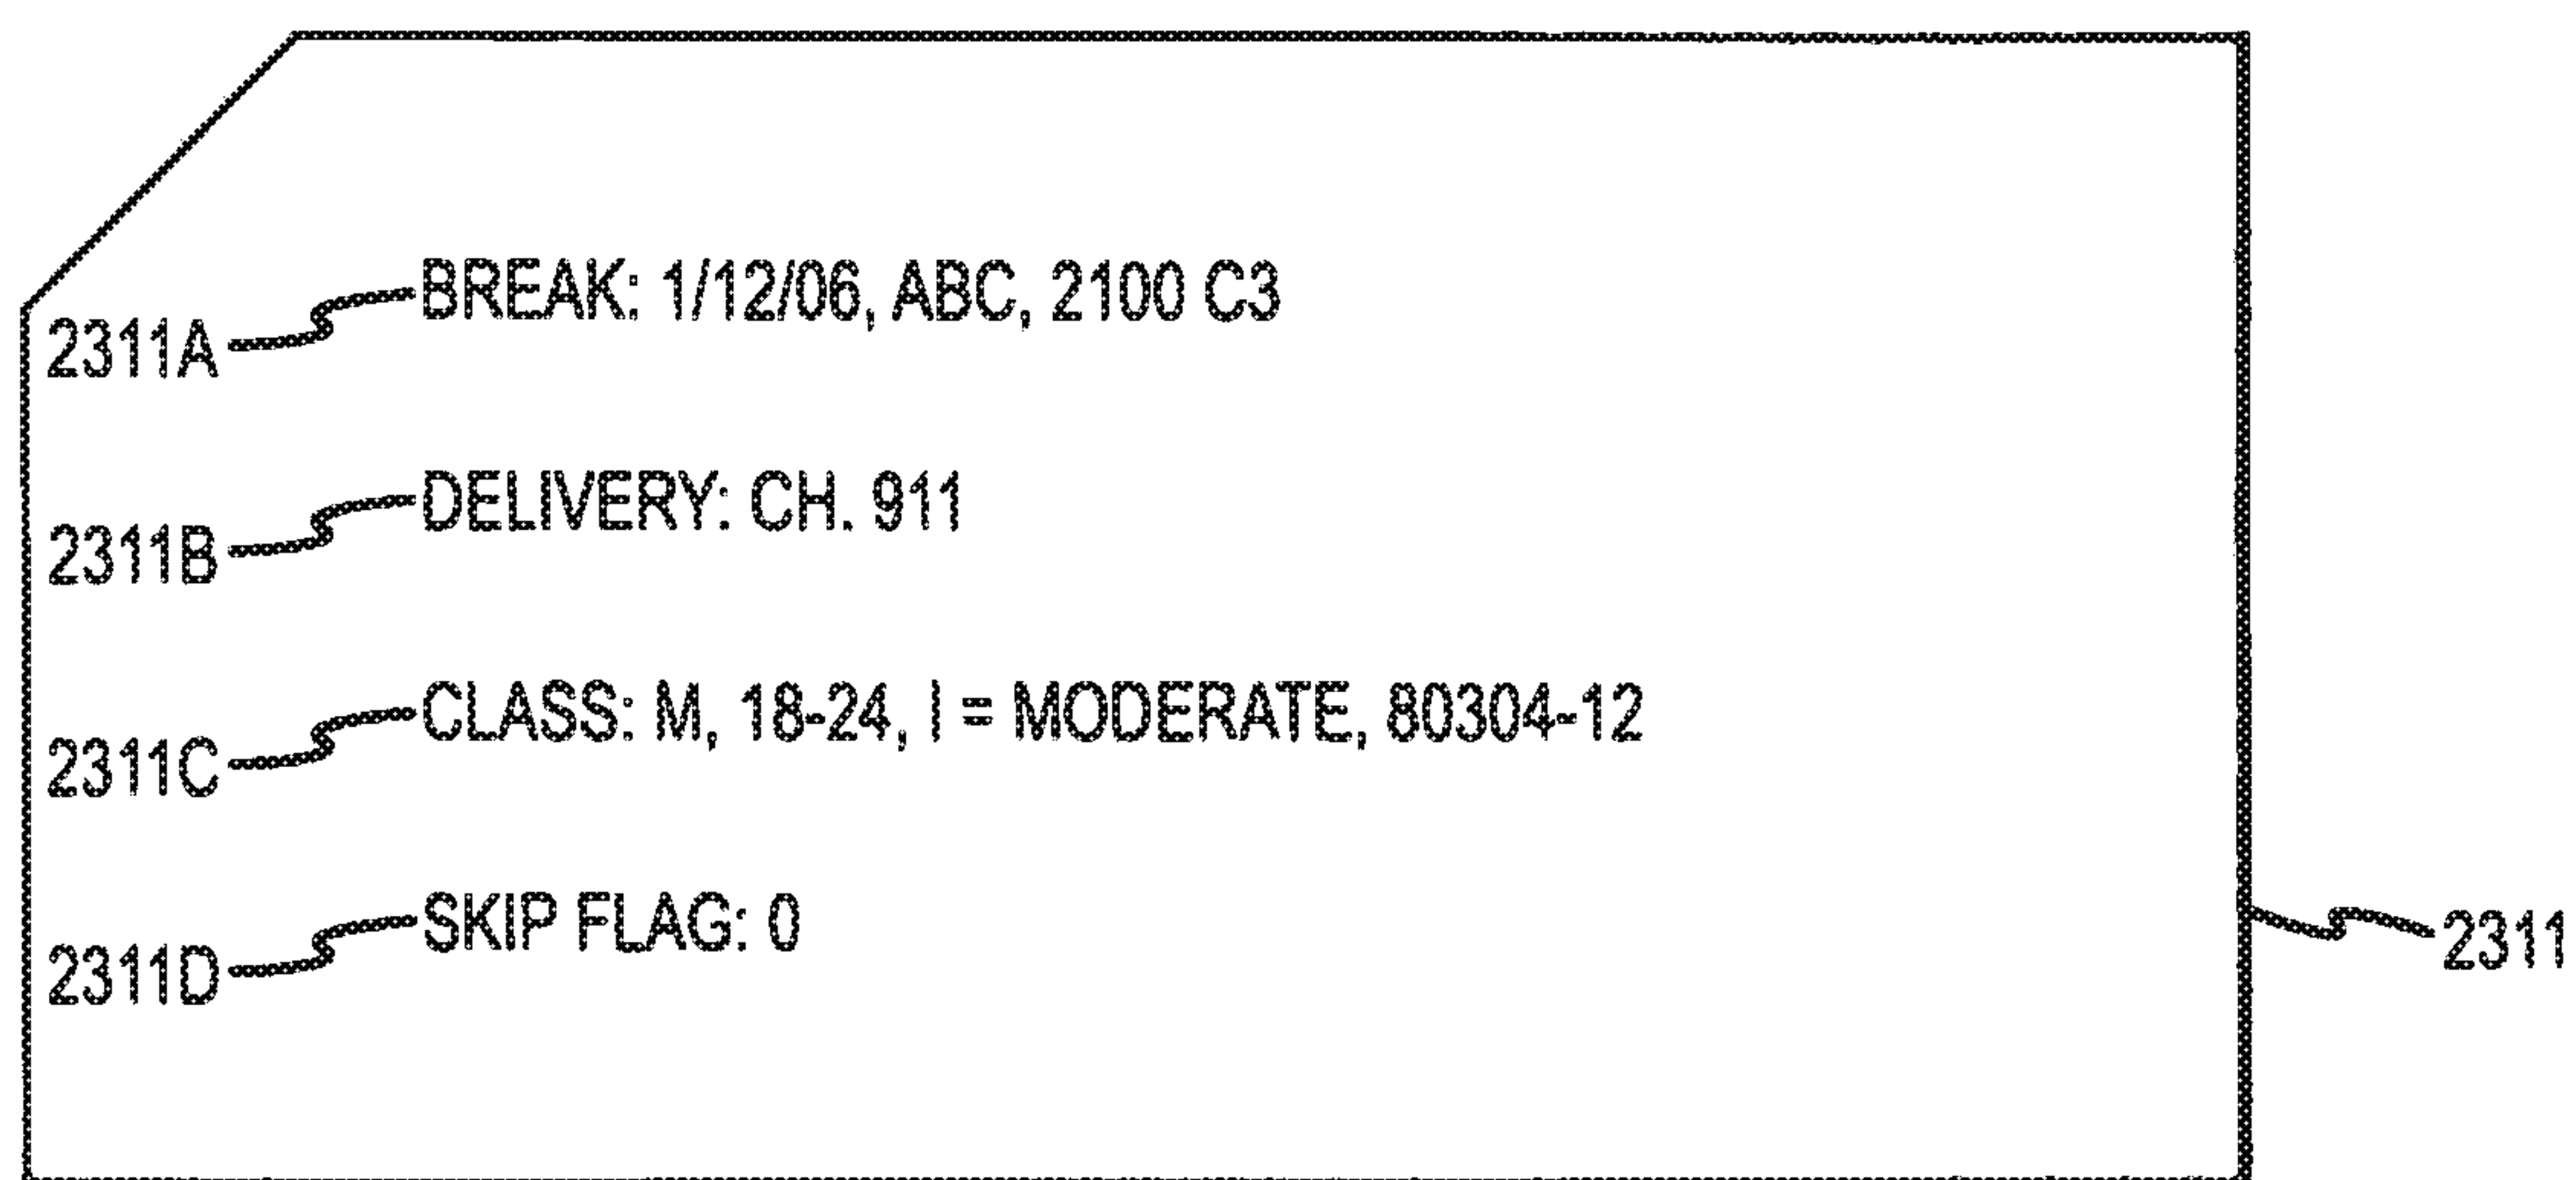 BREAK: 1/12/06, ABC, 2100 C3
2311A
DELIVERY: CH. 911
2311B
CLASS: M, 18-24, I = MODERATE, 80304-12
2311C
SKIP FLAG: 0
2311D
2311